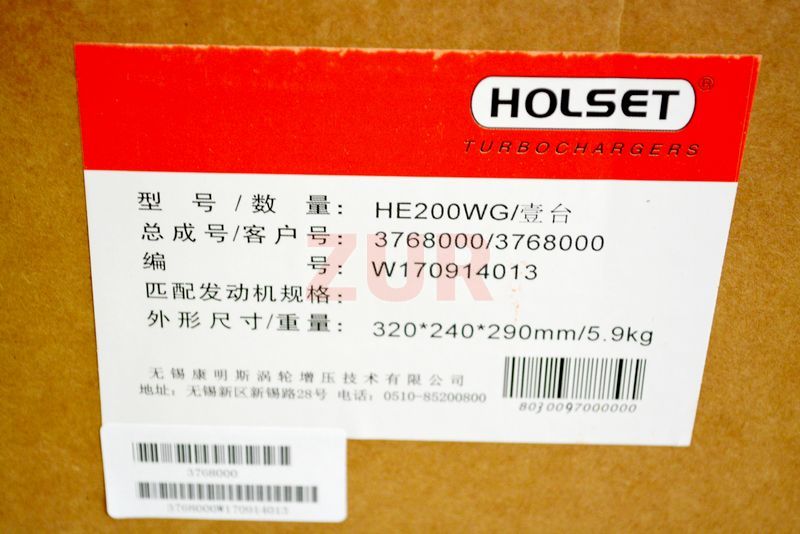 HOLSET®
TURBOCHARGERS
型号/数量: HE200WG/壹台
总成号/客户号: 3768000/3768000
编号: W170914013
匹配发动机规格:
外形尺寸/重量: 320*240*290mm/5.9kg
ZUR
无锡康明斯涡轮增压技术有限公司
地址: 无锡新区新锡路28号 电话: 0510-85200800
8030097000000
3768000
3768000W170914013